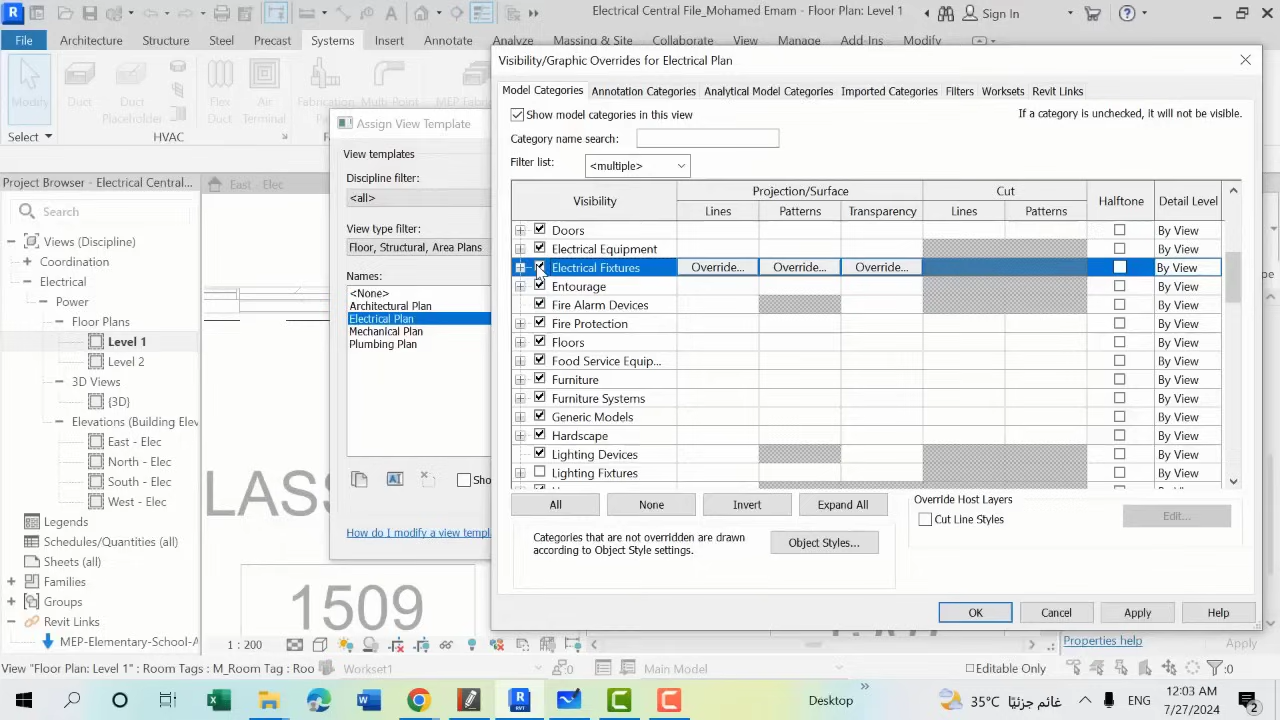 Electrical Central File_Mohamed Emam - Floor Plan: Level 1
Sign In
File Architecture Structure Steel Precast Systems Insert Annotate Analyze Massing & Site Collaborate View Manage Add-Ins Modify
Modify
Duct
Duct Placeholder
Flex Duct
Air Terminal
Select
HVAC
Visibility/Graphic Overrides for Electrical Plan
Model Categories Annotation Categories Analytical Model Categories Imported Categories Filters Worksets Revit Links
Show model categories in this view
If a category is unchecked, it will not be visible.
Category name search:
Filter list: <multiple>
Visibility Projection/Surface Cut Halftone Detail Level
Lines Patterns Transparency Lines Patterns
Doors By View
Electrical Equipment By View
Electrical Fixtures Override... Override... Override... By View
Entourage By View
Fire Alarm Devices By View
Fire Protection By View
Floors By View
Food Service Equip... By View
Furniture By View
Furniture Systems By View
Generic Models By View
Hardscape By View
Lighting Devices By View
Lighting Fixtures By View
All None Invert Expand All
Override Host Layers
Cut Line Styles Edit...
Categories that are not overridden are drawn
according to Object Style settings.
Object Styles...
OK Cancel Apply Help
Assign View Template
View templates
Discipline filter:
<all>
View type filter:
Floor, Structural, Area Plans
Names:
<None>
Architectural Plan
Electrical Plan
Mechanical Plan
Plumbing Plan
How do I modify a view templ
Project Browser - Electrical Central...
Search
Views (Discipline)
Coordination
Electrical
Power
Floor Plans
Level 1
Level 2
3D Views
{3D}
Elevations (Building Elev
East - Elec
North - Elec
South - Elec
West - Elec
Legends
Schedules/Quantities (all)
Sheets (all)
Families
Groups
Revit Links
MEP-Elementary-School-A
East - Elec
LASS
1509
1 : 200
Properties help
Apply
View "Floor Plan: Level 1" : Room Tags : M_Room Tag : Roo
Workset1
Main Model
Editable Only
:0
:0
Desktop
35°C غائم جزئيًا
ENG
12:03 AM
7/27/2024
2